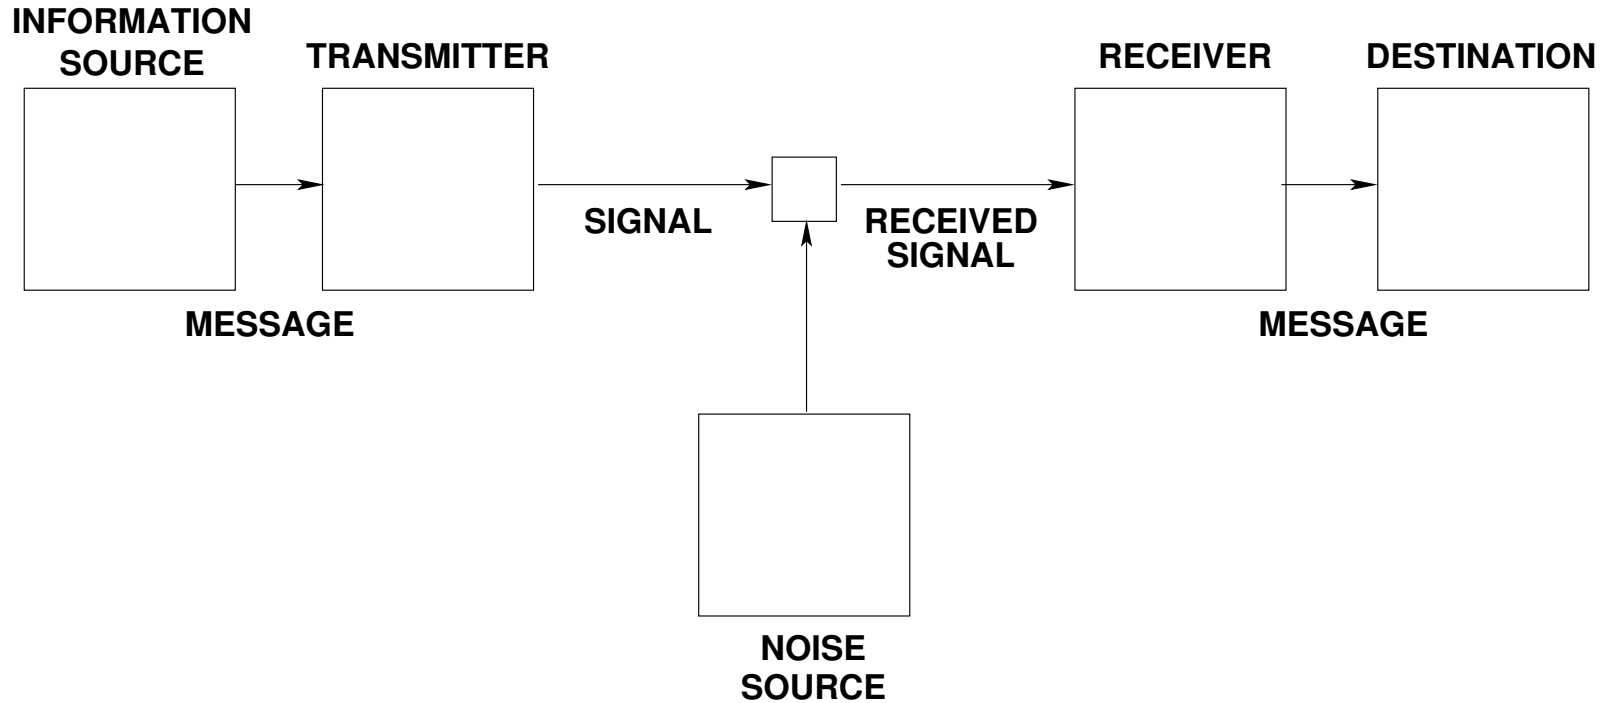 INFORMATION
SOURCE
TRANSMITTER
RECEIVER
DESTINATION
SIGNAL
RECEIVED
SIGNAL
MESSAGE
MESSAGE
NOISE
SOURCE